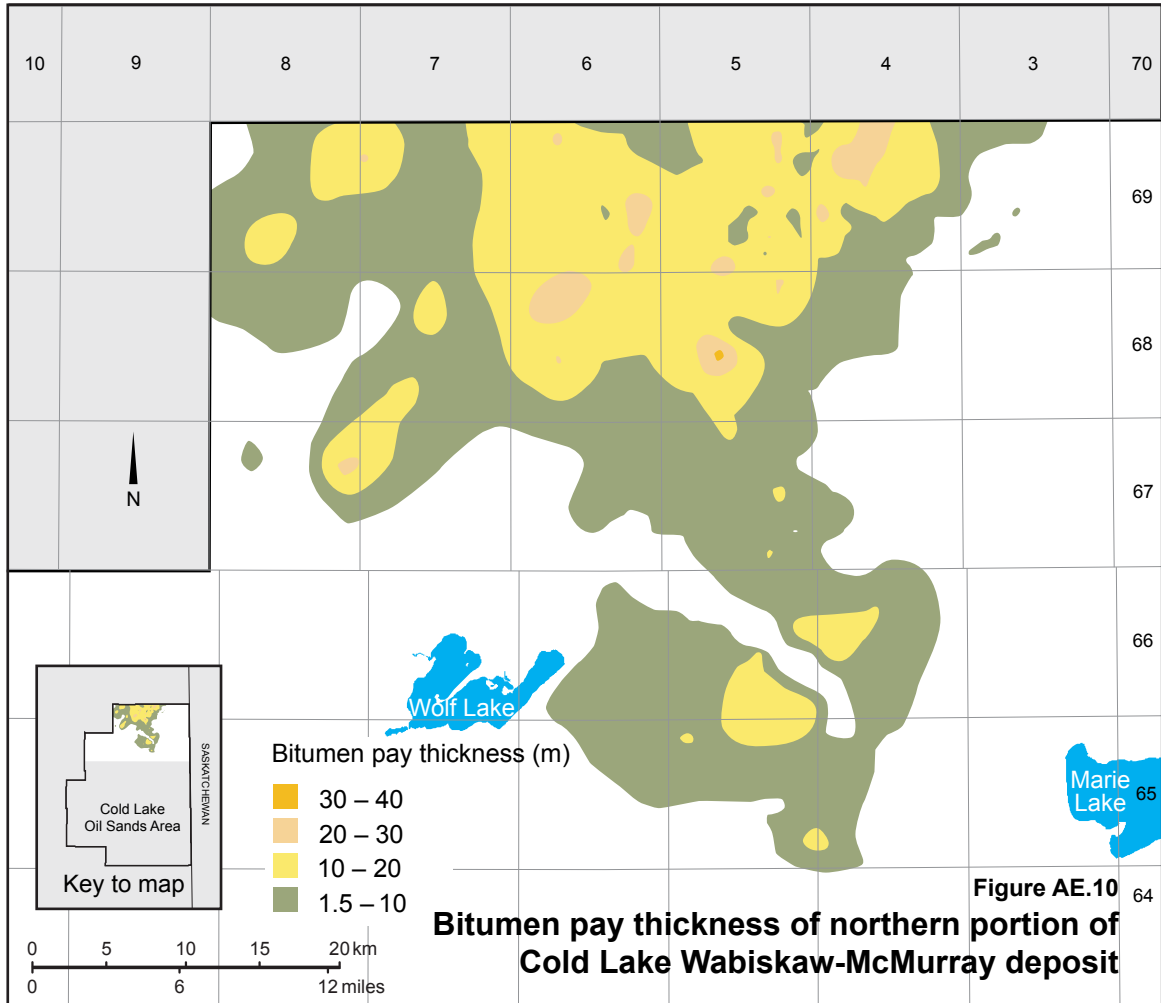 10 9 8 7 6 5 4 3 70
69
68
67
N
66
Wolf Lake
Bitumen pay thickness (m)
30 – 40
20 – 30
10 – 20
1.5 – 10
SASKATCHEWAN
Cold Lake
Oil Sands Area
Key to map
Marie
Lake
65
64
Figure AE.10
Bitumen pay thickness of northern portion of
Cold Lake Wabiskaw-McMurray deposit
0 5 10 15 20 km
0 6 12 miles